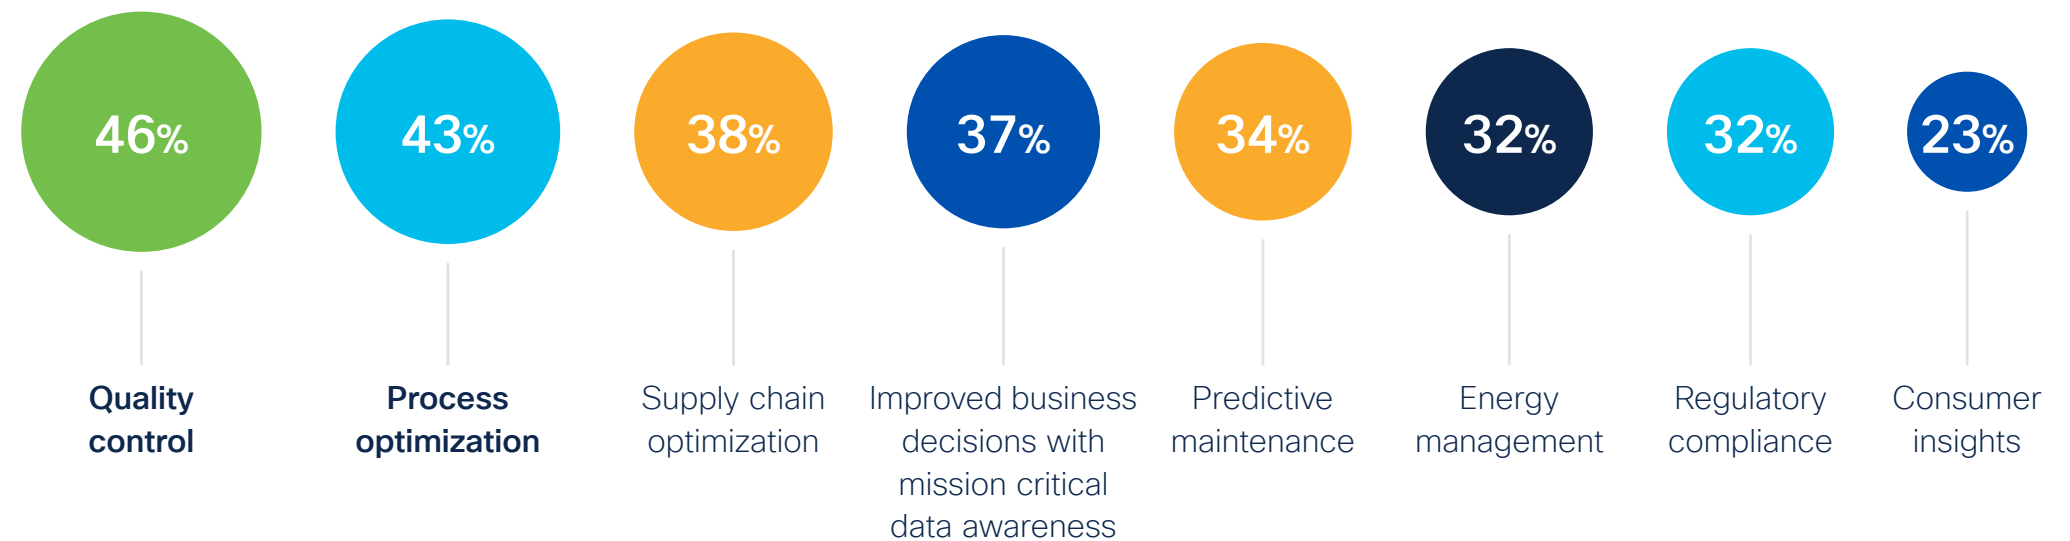 46%
43%
38%
37%
34%
32%
32%
23%
Quality
control
Process
optimization
Supply chain
optimization
Improved business
decisions with
mission critical
data awareness
Predictive
maintenance
Energy
management
Regulatory
compliance
Consumer
insights